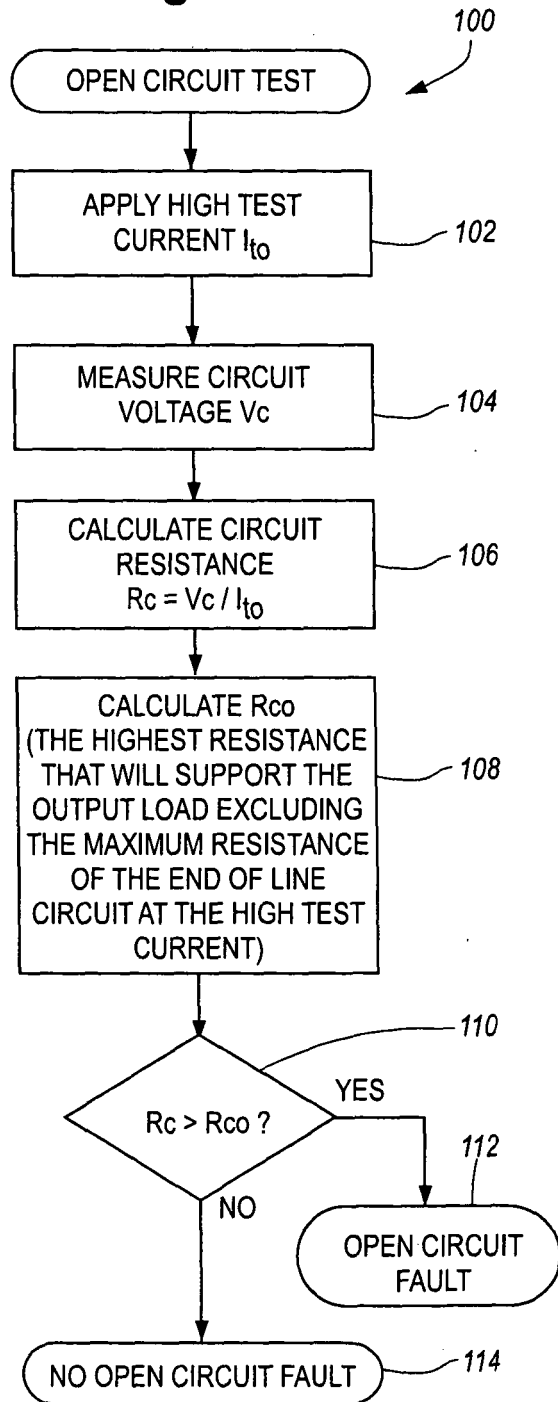 100
OPEN CIRCUIT TEST
APPLY HIGH TEST
CURRENT Ito
102
MEASURE CIRCUIT
VOLTAGE Vc
104
CALCULATE CIRCUIT
RESISTANCE
Rc = Vc / Ito
106
CALCULATE Rco
(THE HIGHEST RESISTANCE
THAT WILL SUPPORT THE
OUTPUT LOAD EXCLUDING
THE MAXIMUM RESISTANCE
OF THE END OF LINE
CIRCUIT AT THE HIGH TEST
CURRENT)
108
110
Rc > Rco ?
YES
NO
112
OPEN CIRCUIT
FAULT
NO OPEN CIRCUIT FAULT
114